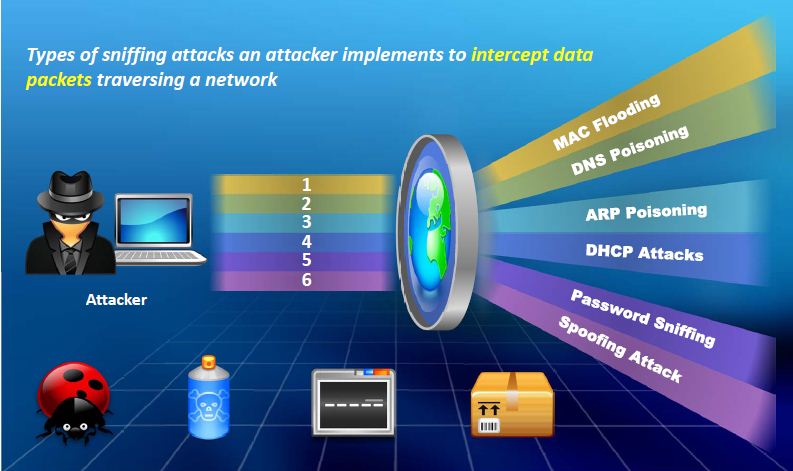 Types of sniffing attacks an attacker implements to intercept data
packets traversing a network
1
2
3
4
5
6
Attacker
MAC Flooding
DNS Poisoning
ARP Poisoning
DHCP Attacks
Password Sniffing
Spoofing Attack